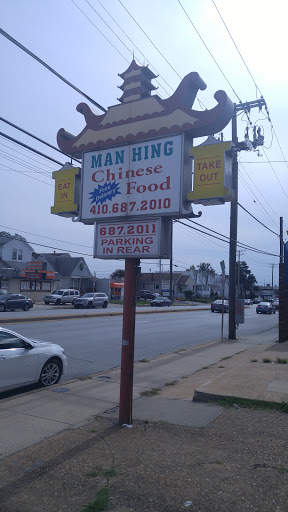 MAN HING
EAT
IN
TAKE
OUT
Chinese
Food
410.687.2010
687.2011
PARKING
IN REAR